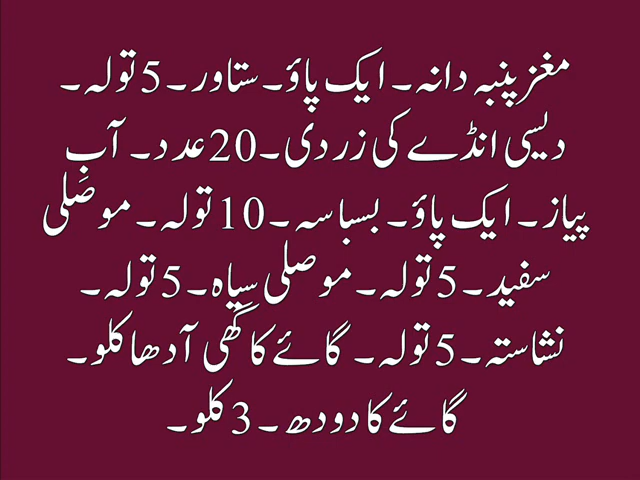 مغز پنبہ دانہ۔ ایک پاؤ۔ ستاور۔ 5 تولہ۔
دیسی انڈے کی زردی۔ 20 عدد۔ آبِ
پیاز۔ ایک پاؤ۔ بسباسہ۔ 10 تولہ۔ موصَلی
سفید۔ 5 تولہ۔ موصلی سیاہ۔ 5 تولہ۔
نشاستہ۔ 5 تولہ۔ گائے کا گھی آدھا کلو۔
گائے کا دودھ۔ 3 کلو۔